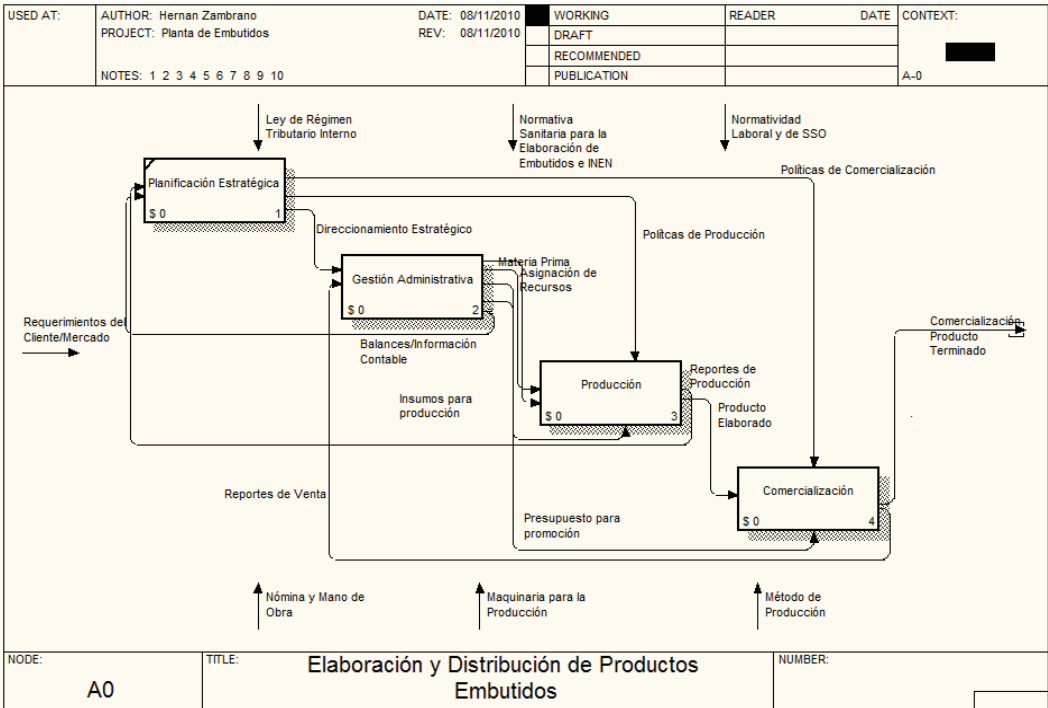 USED AT:
AUTHOR: Hernan Zambrano
DATE: 08/11/2010
WORKING
READER
DATE
CONTEXT:
PROJECT: Planta de Embutidos
REV: 08/11/2010
DRAFT
RECOMMENDED
NOTES: 1 2 3 4 5 6 7 8 9 10
PUBLICATION
A-0
Ley de Régimen
Tributario Interno
Normativa
Sanitaria para la
Elaboración de
Embutidos e INEN
Normatividad
Laboral y de SSO
Políticas de Comercialización
Planificación Estratégica
$ 0
1
Direccionamiento Estratégico
Polítcas de Producción
Materia Prima
Asignación de
Recursos
Gestión Administrativa
$ 0
2
Requerimientos del
Cliente/Mercado
Comercialización
Producto
Terminado
Balances/Información
Contable
Producción
$ 0
3
Reportes de
Producción
Insumos para
producción
Producto
Elaborado
Comercialización
$ 0
4
Reportes de Venta
Presupuesto para
promoción
Nómina y Mano de
Obra
Maquinaria para la
Producción
Método de
Producción
NODE:
A0
TITLE:
Elaboración y Distribución de Productos
Embutidos
NUMBER: